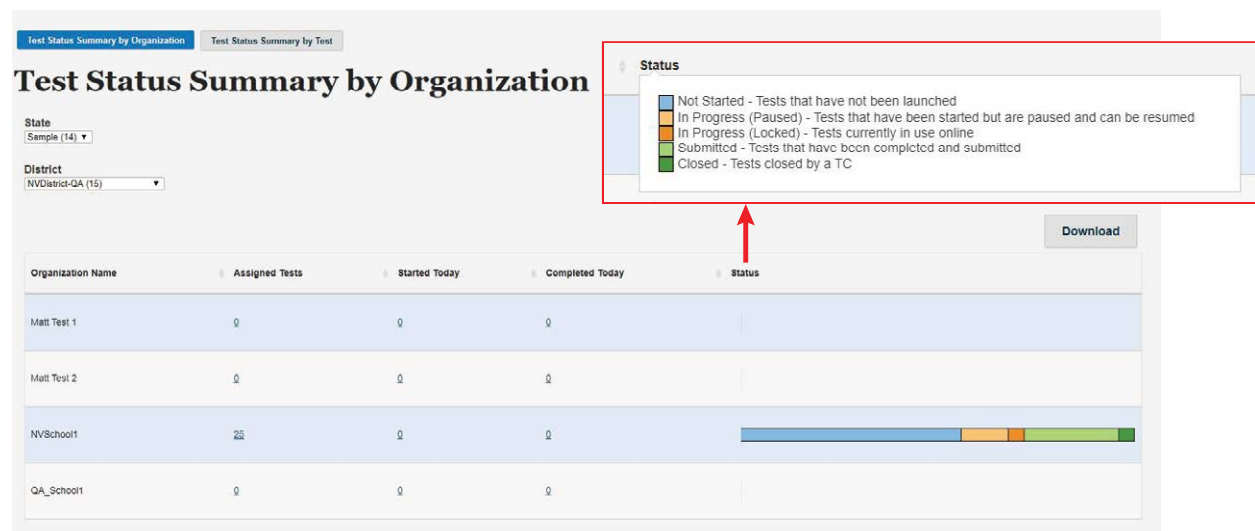 Test Status Summary by Organization
Test Status Summary by Test
Test Status Summary by Organization
State
Sample (14)
District
NVDistrict-QA (15)
Status
Not Started - Tests that have not been launched
In Progress (Paused) - Tests that have been started but are paused and can be resumed
In Progress (Locked) - Tests currently in use online
Submitted - Tests that have been completed and submitted
Closed - Tests closed by a TC
Download
Organization Name Assigned Tests Started Today Completed Today Status
Matt Test 1 0 0 0
Matt Test 2 0 0 0
NVSchool1 25 0 0
QA_School1 0 0 0